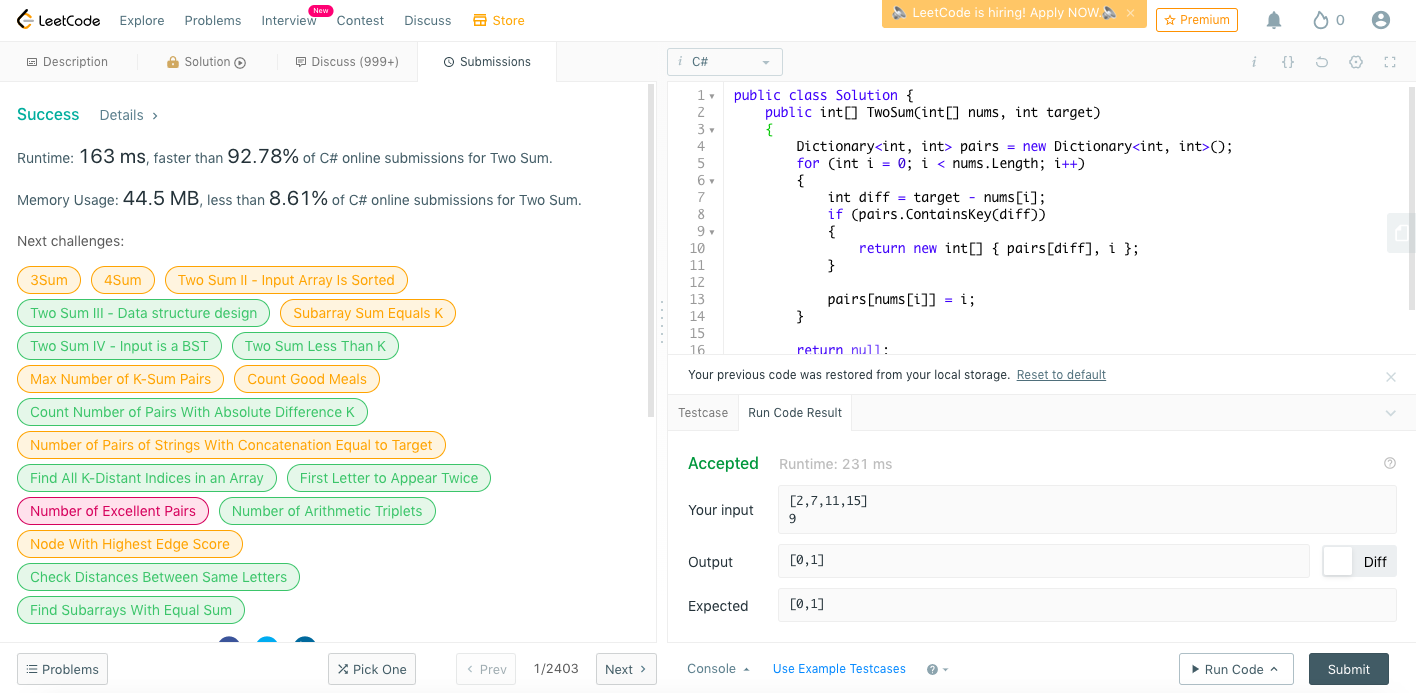 LeetCode Explore Problems Interview New Contest Discuss Store LeetCode is hiring! Apply NOW. × Premium 0
Description Solution Discuss (999+) Submissions
Success Details >
Runtime: 163 ms, faster than 92.78% of C# online submissions for Two Sum.
Memory Usage: 44.5 MB, less than 8.61% of C# online submissions for Two Sum.
Next challenges:
3Sum 4Sum Two Sum II - Input Array Is Sorted
Two Sum III - Data structure design Subarray Sum Equals K
Two Sum IV - Input is a BST Two Sum Less Than K
Max Number of K-Sum Pairs Count Good Meals
Count Number of Pairs With Absolute Difference K
Number of Pairs of Strings With Concatenation Equal to Target
Find All K-Distant Indices in an Array First Letter to Appear Twice
Number of Excellent Pairs Number of Arithmetic Triplets
Node With Highest Edge Score
Check Distances Between Same Letters
Find Subarrays With Equal Sum
Problems Pick One < Prev 1/2403 Next >
i C# i {}
1 public class Solution {
2 public int[] TwoSum(int[] nums, int target)
3 {
4 Dictionary<int, int> pairs = new Dictionary<int, int>();
5 for (int i = 0; i < nums.Length; i++)
6 {
7 int diff = target - nums[i];
8 if (pairs.ContainsKey(diff))
9 {
10 return new int[] { pairs[diff], i };
11 }
12
13 pairs[nums[i]] = i;
14 }
15
16 return null;
Your previous code was restored from your local storage. Reset to default
Testcase Run Code Result
Accepted Runtime: 231 ms
Your input [2,7,11,15]
9
Output [0,1] Diff
Expected [0,1]
Console Use Example Testcases Run Code Submit